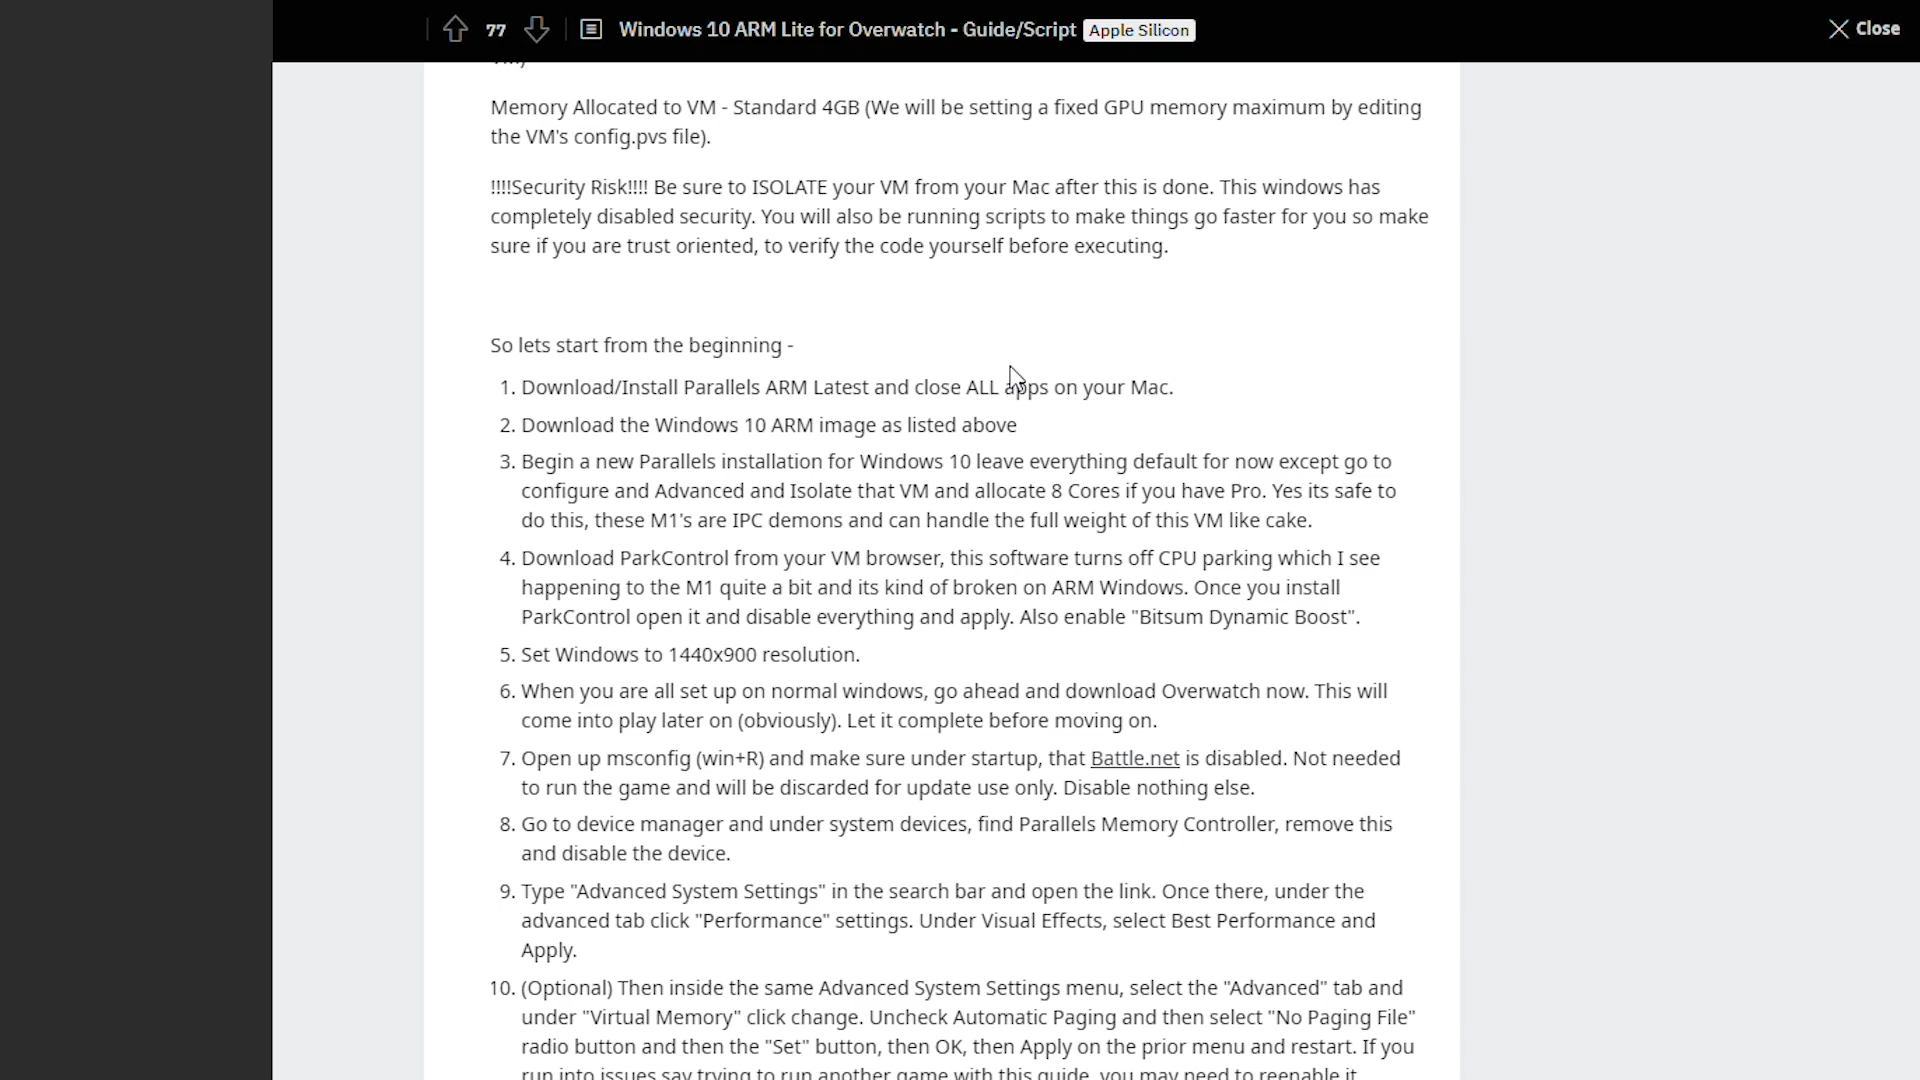 77
Windows 10 ARM Lite for Overwatch - Guide/Script
Apple Silicon
Close
Memory Allocated to VM - Standard 4GB (We will be setting a fixed GPU memory maximum by editing
the VM's config.pvs file).
!!!!Security Risk!!!! Be sure to ISOLATE your VM from your Mac after this is done. This windows has
completely disabled security. You will also be running scripts to make things go faster for you so make
sure if you are trust oriented, to verify the code yourself before executing.
So lets start from the beginning -
1. Download/Install Parallels ARM Latest and close ALL apps on your Mac.
2. Download the Windows 10 ARM image as listed above
3. Begin a new Parallels installation for Windows 10 leave everything default for now except go to
configure and Advanced and Isolate that VM and allocate 8 Cores if you have Pro. Yes its safe to
do this, these M1's are IPC demons and can handle the full weight of this VM like cake.
4. Download ParkControl from your VM browser, this software turns off CPU parking which I see
happening to the M1 quite a bit and its kind of broken on ARM Windows. Once you install
ParkControl open it and disable everything and apply. Also enable "Bitsum Dynamic Boost".
5. Set Windows to 1440x900 resolution.
6. When you are all set up on normal windows, go ahead and download Overwatch now. This will
come into play later on (obviously). Let it complete before moving on.
7. Open up msconfig (win+R) and make sure under startup, that Battle.net is disabled. Not needed
to run the game and will be discarded for update use only. Disable nothing else.
8. Go to device manager and under system devices, find Parallels Memory Controller, remove this
and disable the device.
9. Type "Advanced System Settings" in the search bar and open the link. Once there, under the
advanced tab click "Performance" settings. Under Visual Effects, select Best Performance and
Apply.
10. (Optional) Then inside the same Advanced System Settings menu, select the "Advanced" tab and
under "Virtual Memory" click change. Uncheck Automatic Paging and then select "No Paging File"
radio button and then the "Set" button, then OK, then Apply on the prior menu and restart. If you
run into issues say trying to run another game with this guide, you may need to reenable it